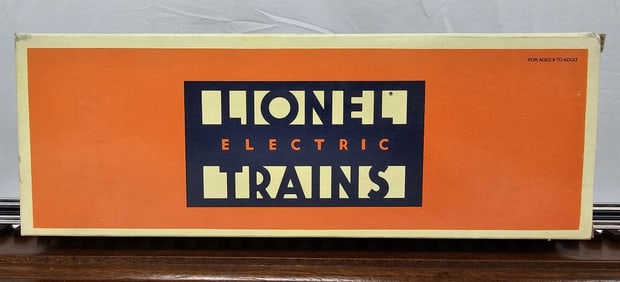 FOR AGES 8 TO ADULT
LIONEL®
ELECTRIC
TRAINS